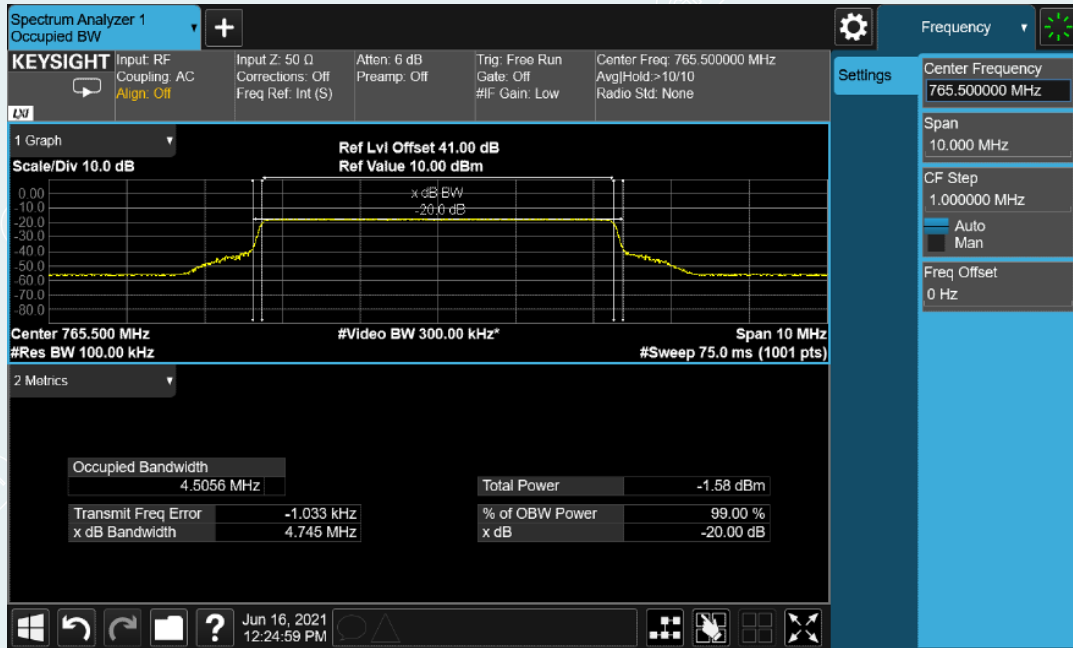 Spectrum Analyzer 1
Occupied BW
+
Frequency
KEYSIGHT
Input: RF
Coupling: AC
Align: Off
Input Z: 50 Ω
Corrections: Off
Freq Ref: Int (S)
Atten: 6 dB
Preamp: Off
Trig: Free Run
Gate: Off
#IF Gain: Low
Center Freq: 765.500000 MHz
Avg|Hold:>10/10
Radio Std: None
LXI
Settings
Center Frequency
765.500000 MHz
Span
10.000 MHz
CF Step
1.000000 MHz
Auto
Man
Freq Offset
0 Hz
1 Graph
Scale/Div 10.0 dB
Ref Lvl Offset 41.00 dB
Ref Value 10.00 dBm
x dB BW
-20.0 dB
0.00
-10.0
-20.0
-30.0
-40.0
-50.0
-60.0
-70.0
-80.0
Center 765.500 MHz
#Video BW 300.00 kHz*
Span 10 MHz
#Res BW 100.00 kHz
#Sweep 75.0 ms (1001 pts)
2 Metrics
Occupied Bandwidth
4.5056 MHz
Total Power -1.58 dBm
Transmit Freq Error -1.033 kHz
% of OBW Power 99.00 %
x dB Bandwidth 4.745 MHz
x dB -20.00 dB
?
Jun 16, 2021
12:24:59 PM